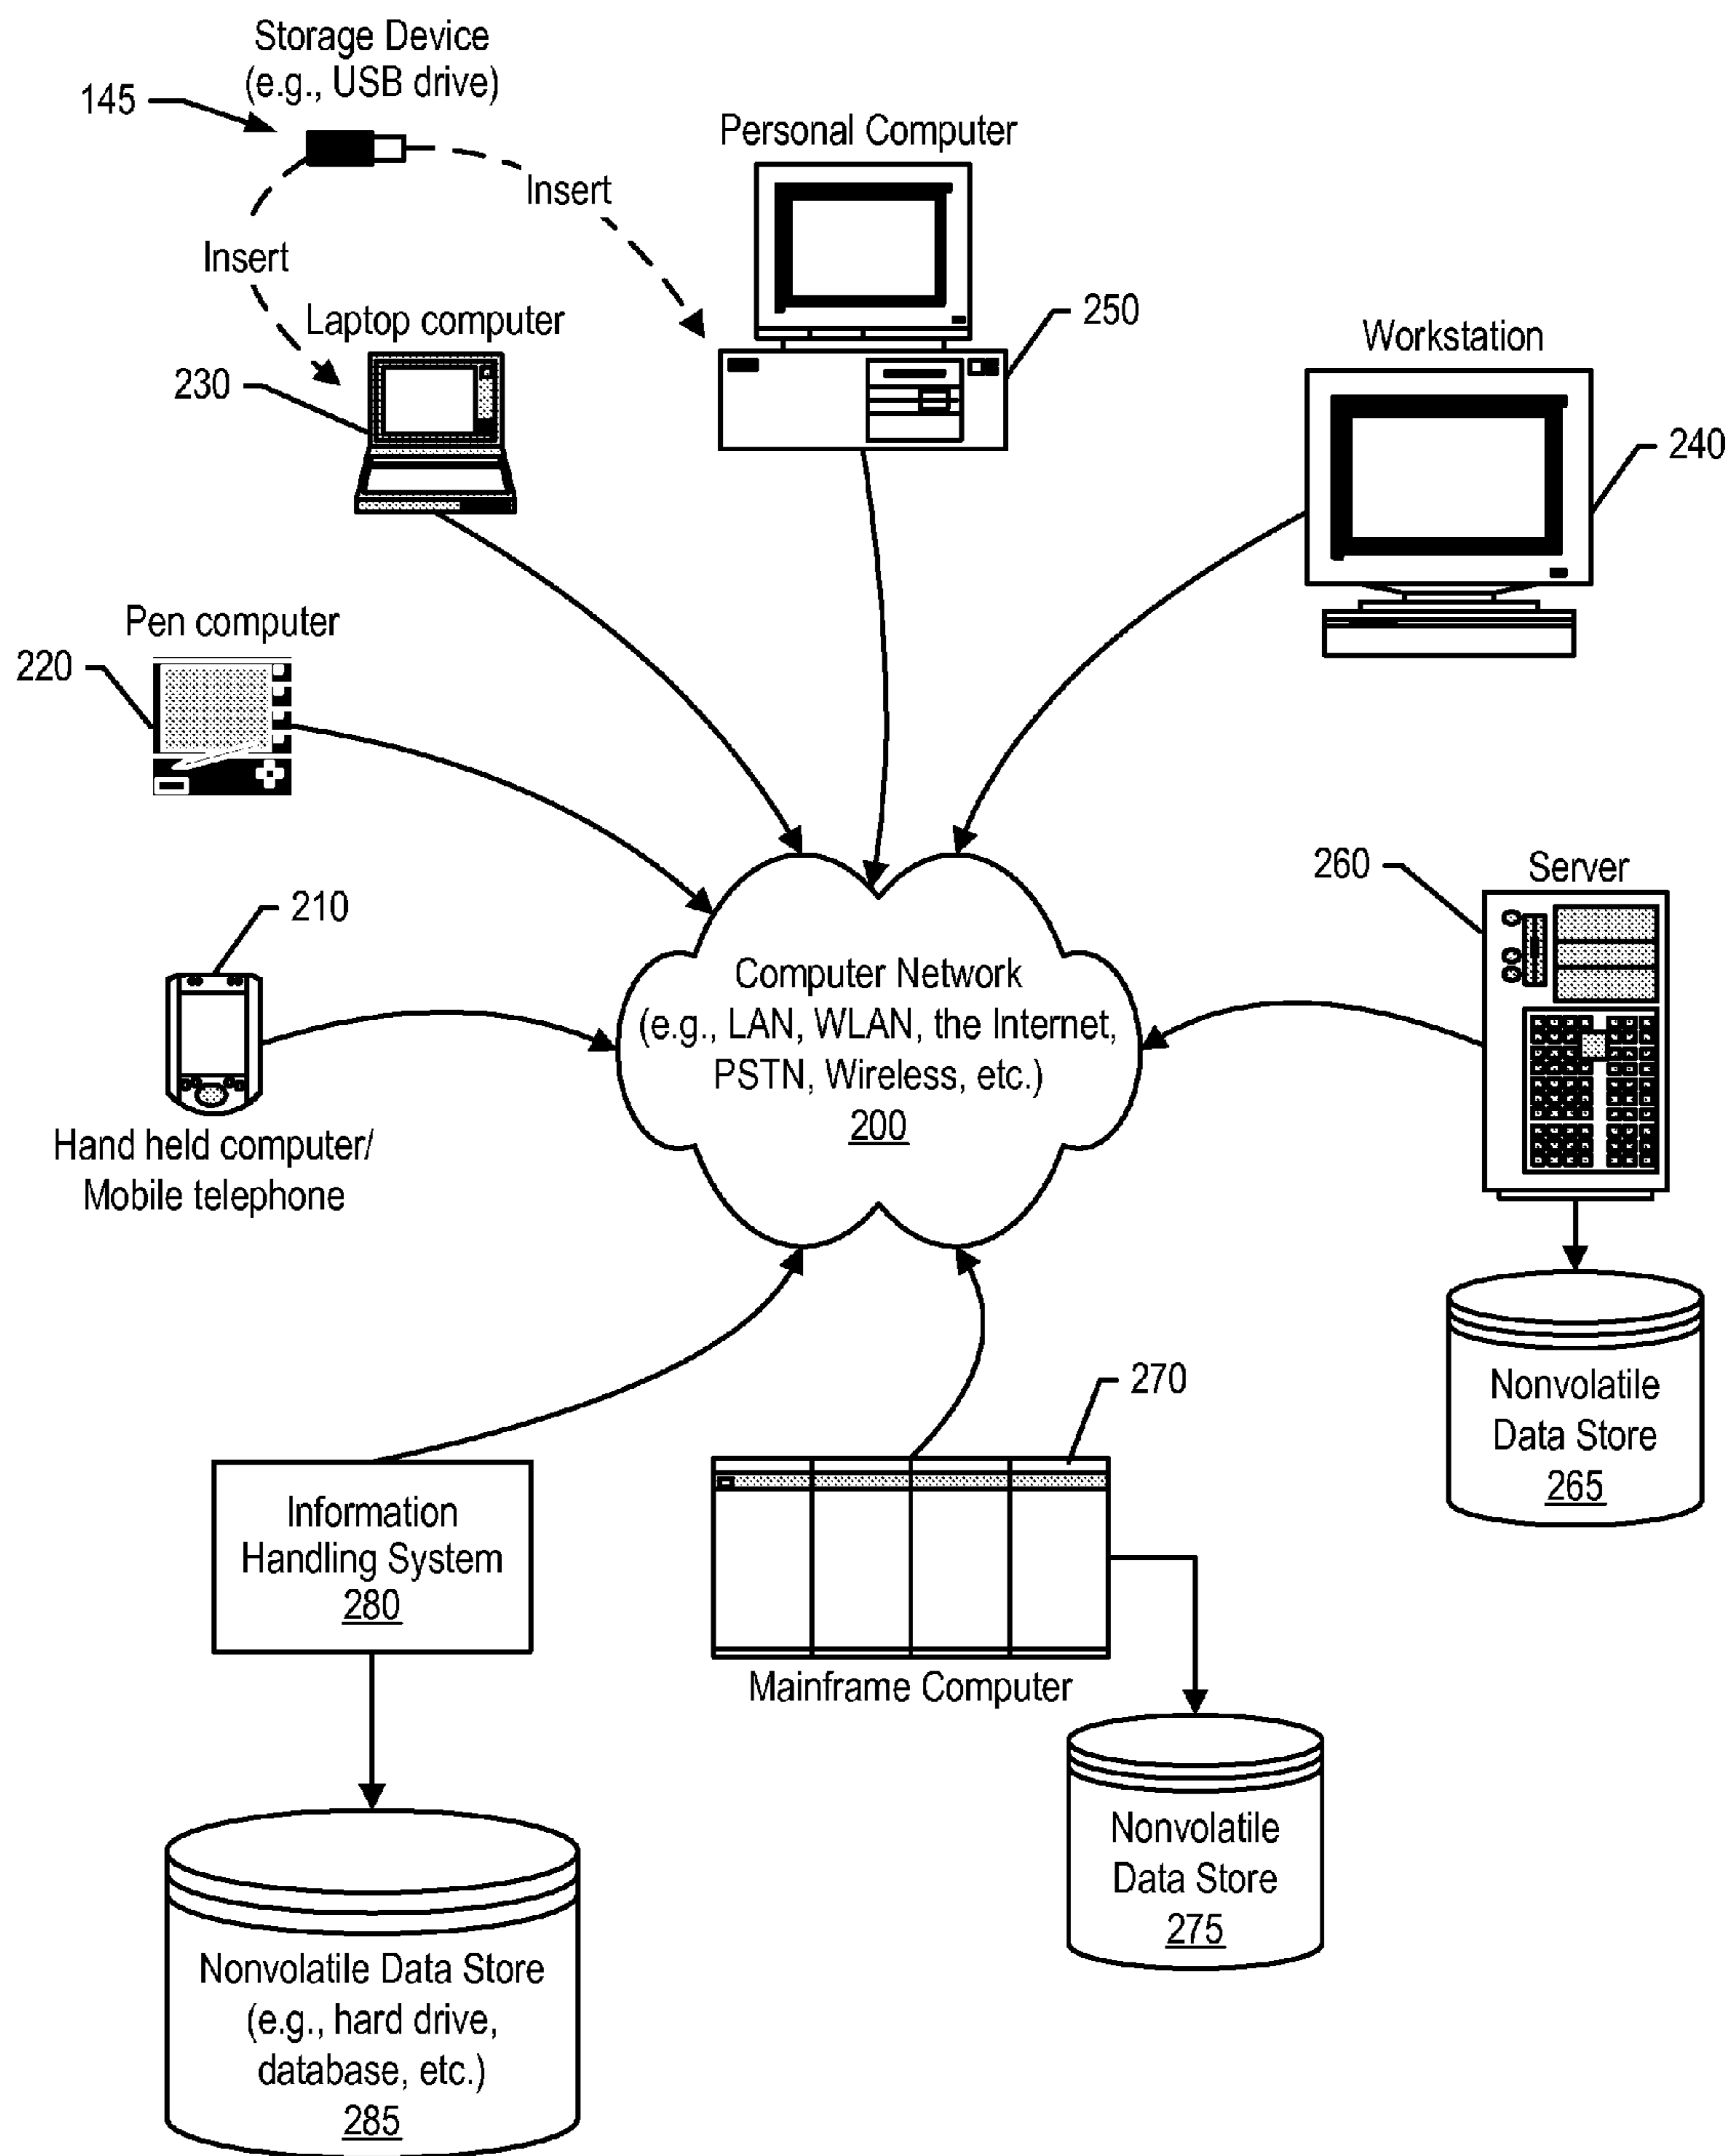 Storage Device
(e.g., USB drive)
145
Insert
Insert
Personal Computer
250
Laptop computer
230
Workstation
240
Pen computer
220
210
Hand held computer/
Mobile telephone
Computer Network
(e.g., LAN, WLAN, the Internet,
PSTN, Wireless, etc.)
200
260
Server
Nonvolatile
Data Store
265
270
Mainframe Computer
Information
Handling System
280
Nonvolatile
Data Store
275
Nonvolatile Data Store
(e.g., hard drive,
database, etc.)
285